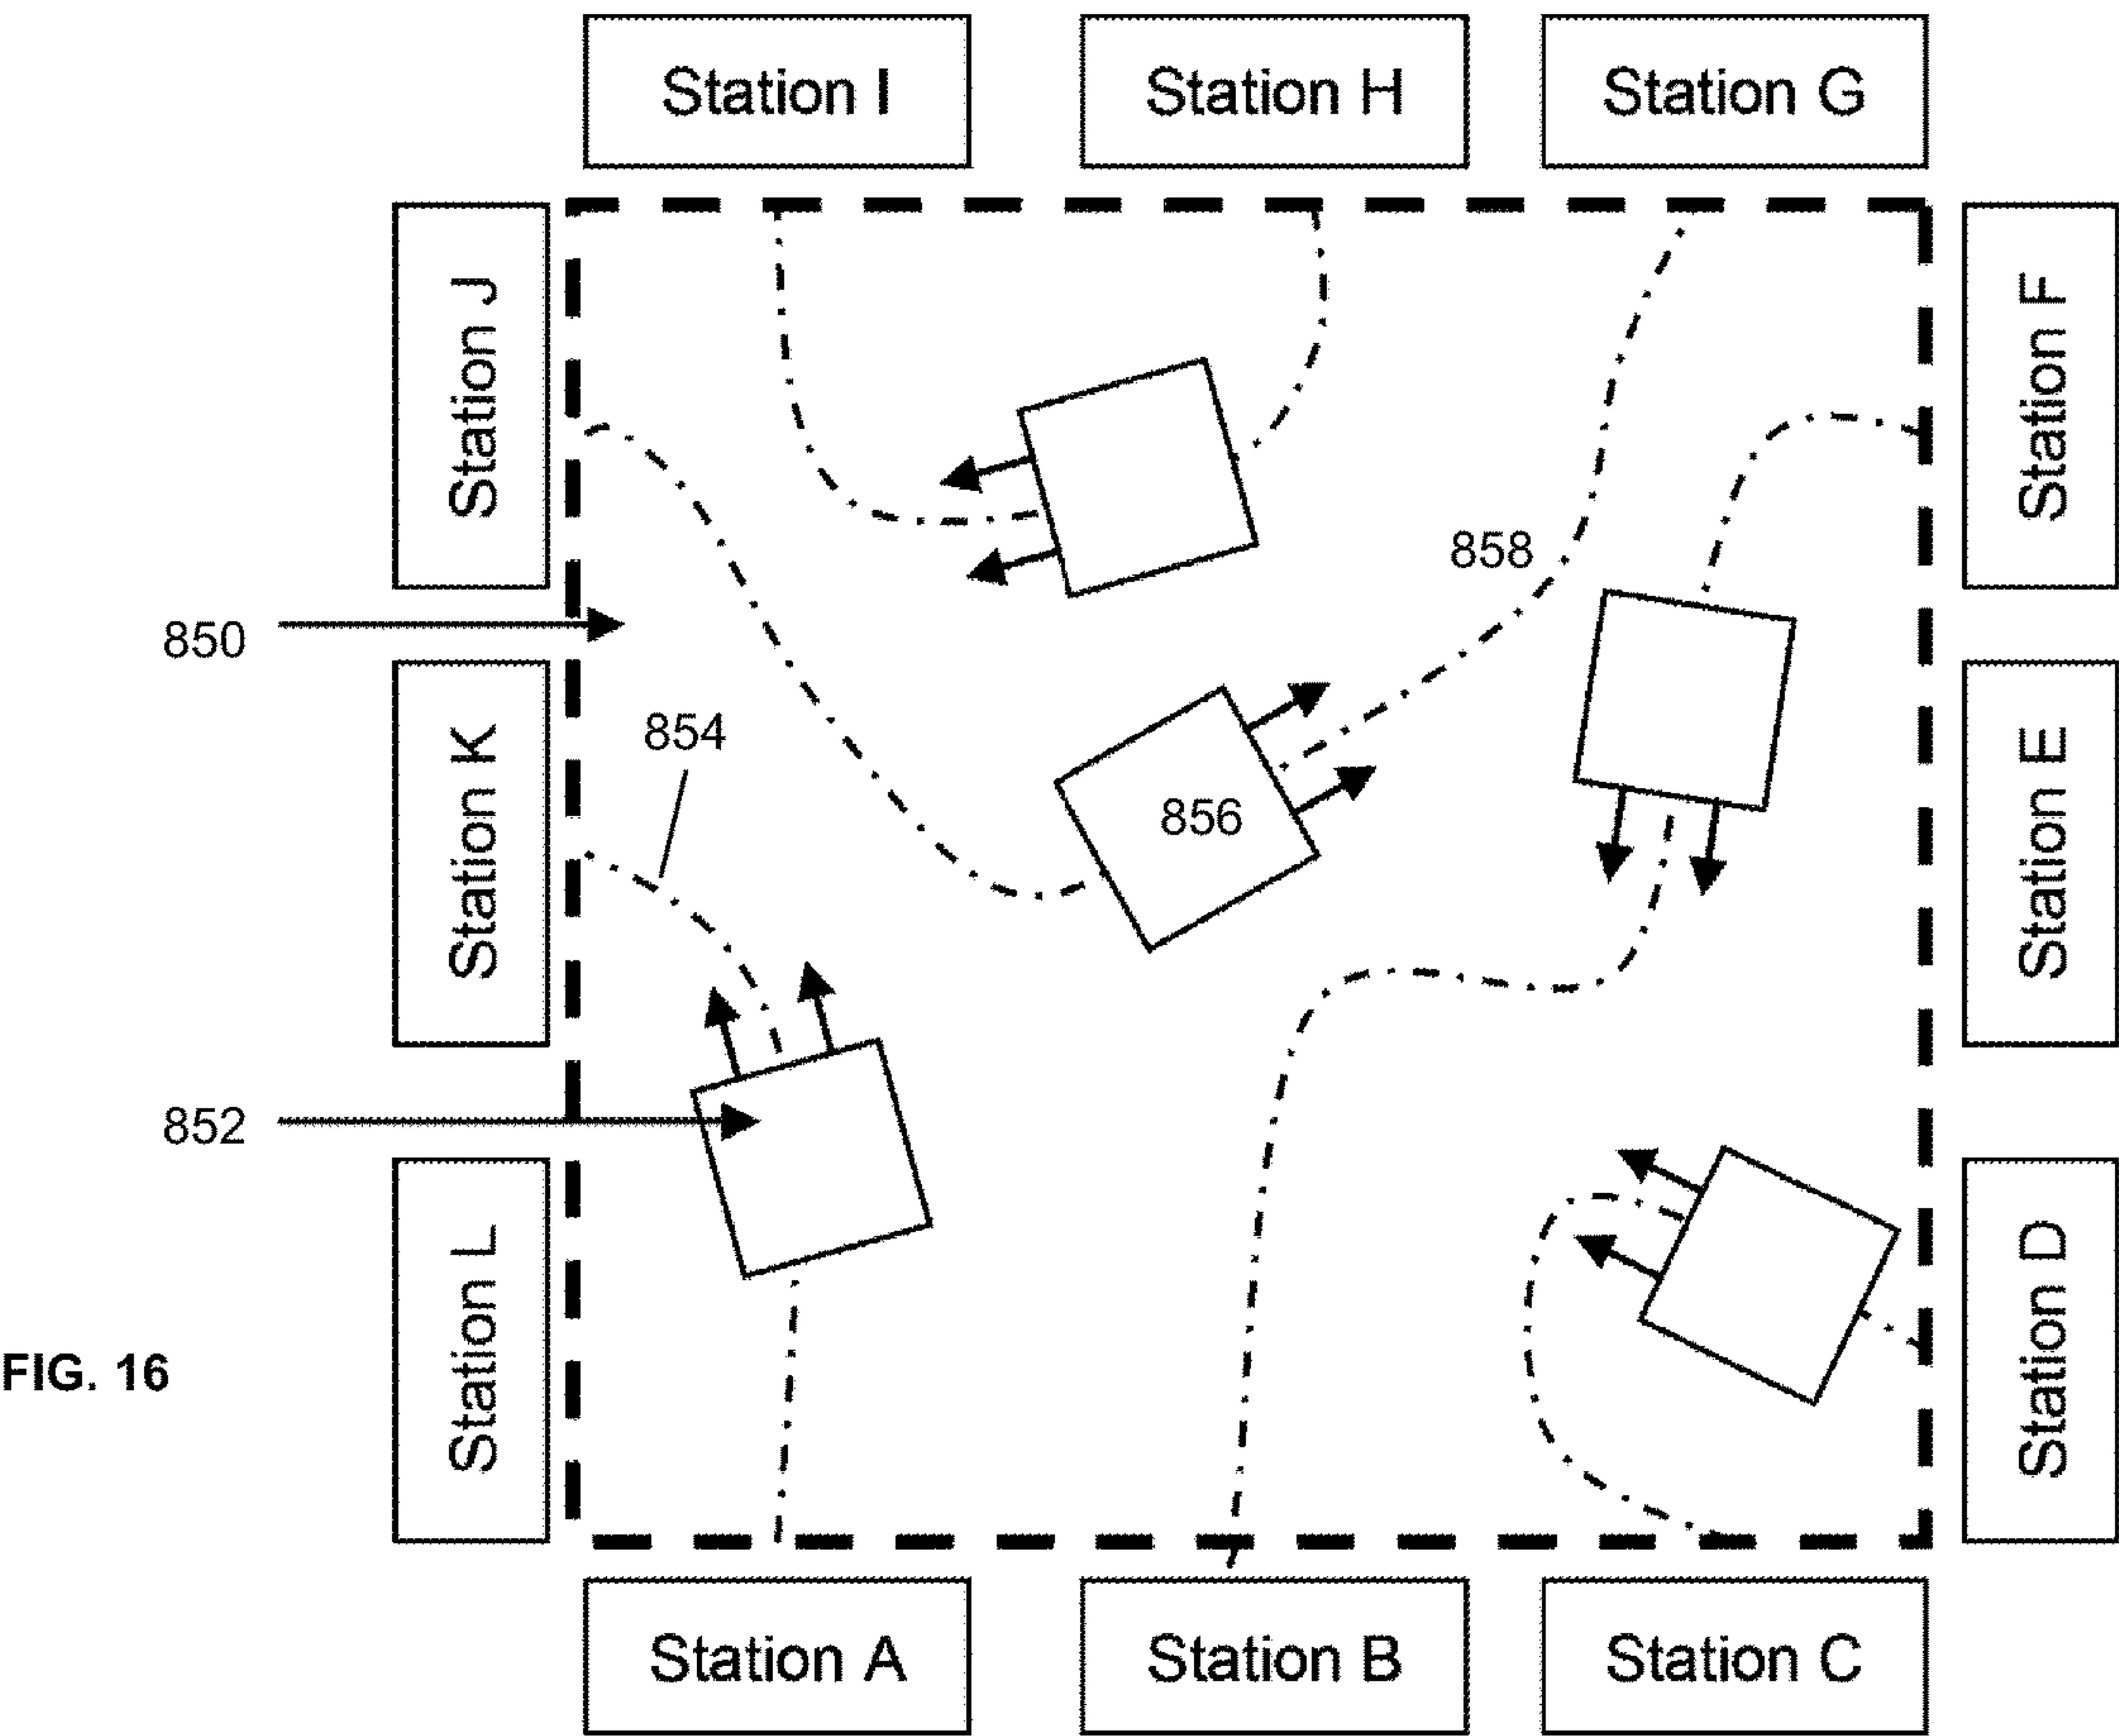 Station I
Station H
Station G
Station J
Station F
858
850
854
Station K
856
Station E
852
Station L
Station D
FIG. 16
Station A
Station B
Station C